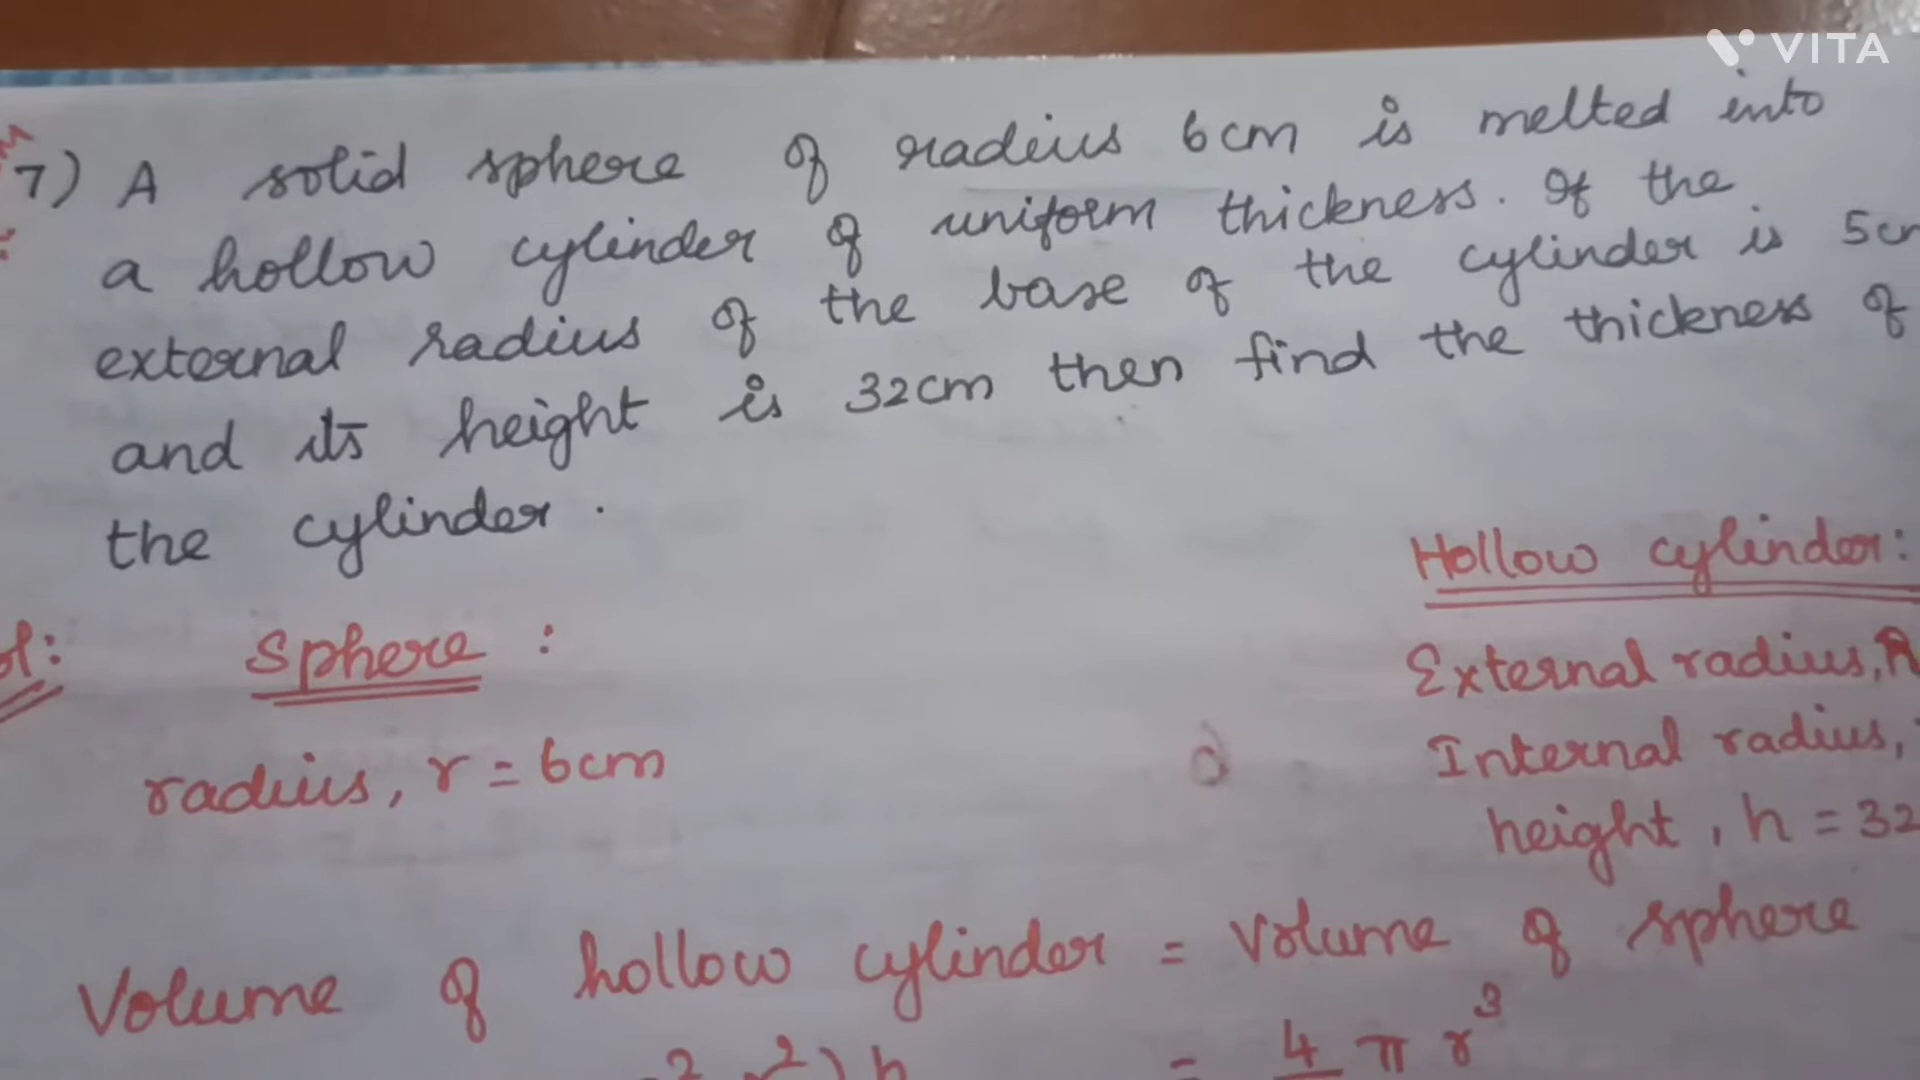 VITA
7) A solid sphere of radius 6cm is melted into
a hollow cylinder of uniform thickness. If the
external radius of the base of the cylinder is 5cm
and its height is 32cm then find the thickness of
the cylinder.
Hollow cylinder:
Sphere :
External radius, R
Internal radius,
radius, r = 6cm
height, h = 32
Volume of hollow cylinder = Volume of sphere
= 4 π r³